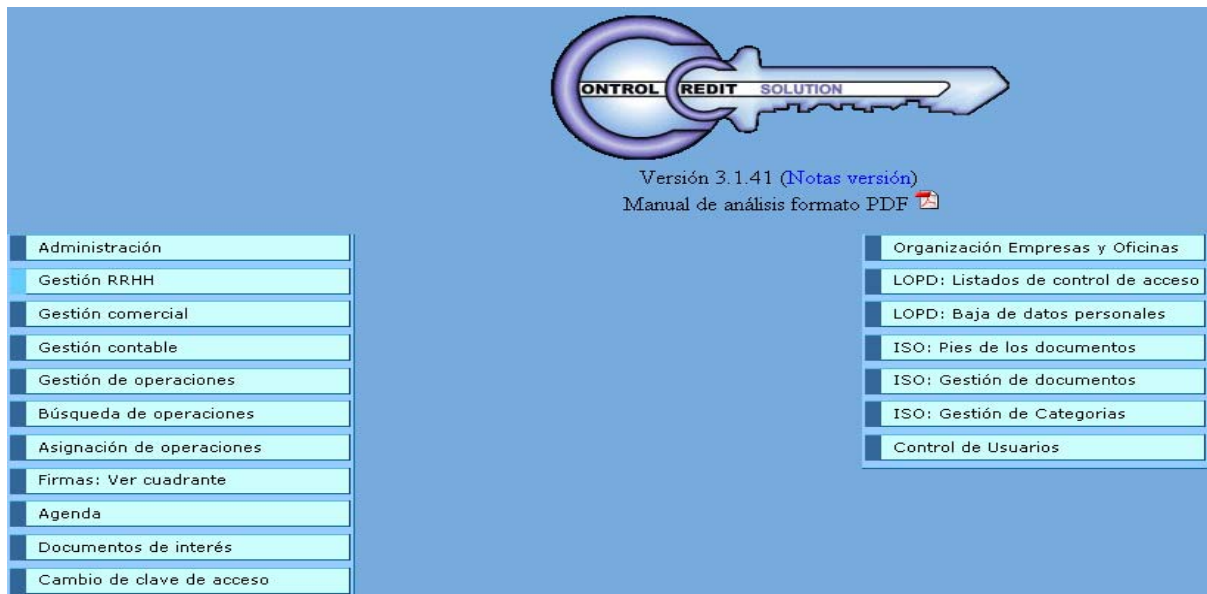 CONTROL CREDIT SOLUTION
Versión 3.1.41 (Notas versión)
Manual de análisis formato PDF
Administración
Gestión RRHH
Gestión comercial
Gestión contable
Gestión de operaciones
Búsqueda de operaciones
Asignación de operaciones
Firmas: Ver cuadrante
Agenda
Documentos de interés
Cambio de clave de acceso
Organización Empresas y Oficinas
LOPD: Listados de control de acceso
LOPD: Baja de datos personales
ISO: Pies de los documentos
ISO: Gestión de documentos
ISO: Gestión de Categorias
Control de Usuarios